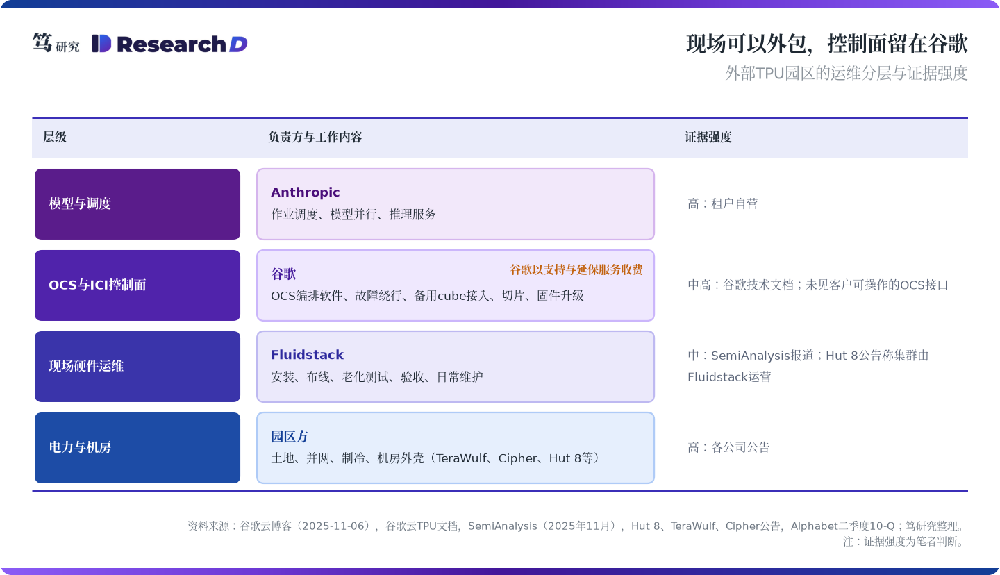 笃 研究 ResearchD
现场可以外包，控制面留在谷歌
外部TPU园区的运维分层与证据强度
层级 负责方与工作内容 证据强度
模型与调度
Anthropic
作业调度、模型并行、推理服务
高：租户自营
OCS与ICI控制面
谷歌 谷歌以支持与延保服务收费
OCS编排软件、故障绕行、备用cube接入、切片、固件升级
中高：谷歌技术文档；未见客户可操作的OCS接口
现场硬件运维
Fluidstack
安装、布线、老化测试、验收、日常维护
中：SemiAnalysis报道；Hut 8公告称集群由
Fluidstack运营
电力与机房
园区方
土地、并网、制冷、机房外壳（TeraWulf、Cipher、Hut 8等）
高：各公司公告
资料来源：谷歌云博客（2025-11-06），谷歌云TPU文档，SemiAnalysis（2025年11月），Hut 8、TeraWulf、Cipher公告，Alphabet二季度10-Q；笃研究整理。
注：证据强度为笔者判断。